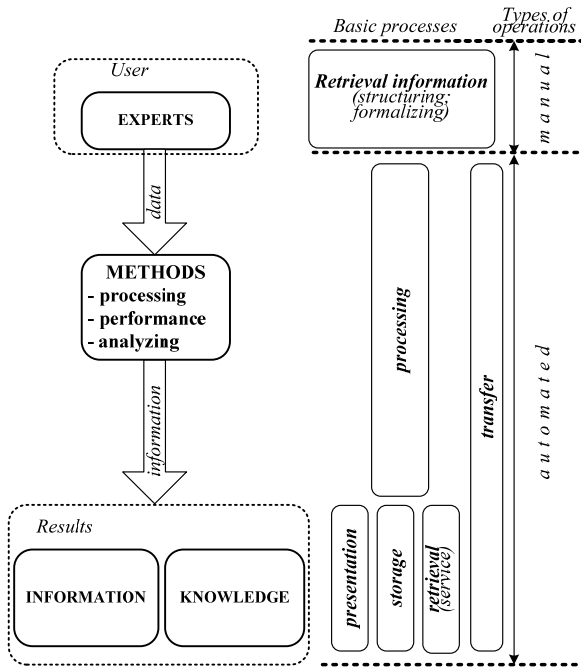 Basic processes
Types of
operations
User
EXPERTS
Retrieval information
(structuring;
formalizing)
manual
data
METHODS
- processing
- performance
- analyzing
processing
transfer
automated
information
Results
INFORMATION
KNOWLEDGE
presentation
storage
retrieval
(service)